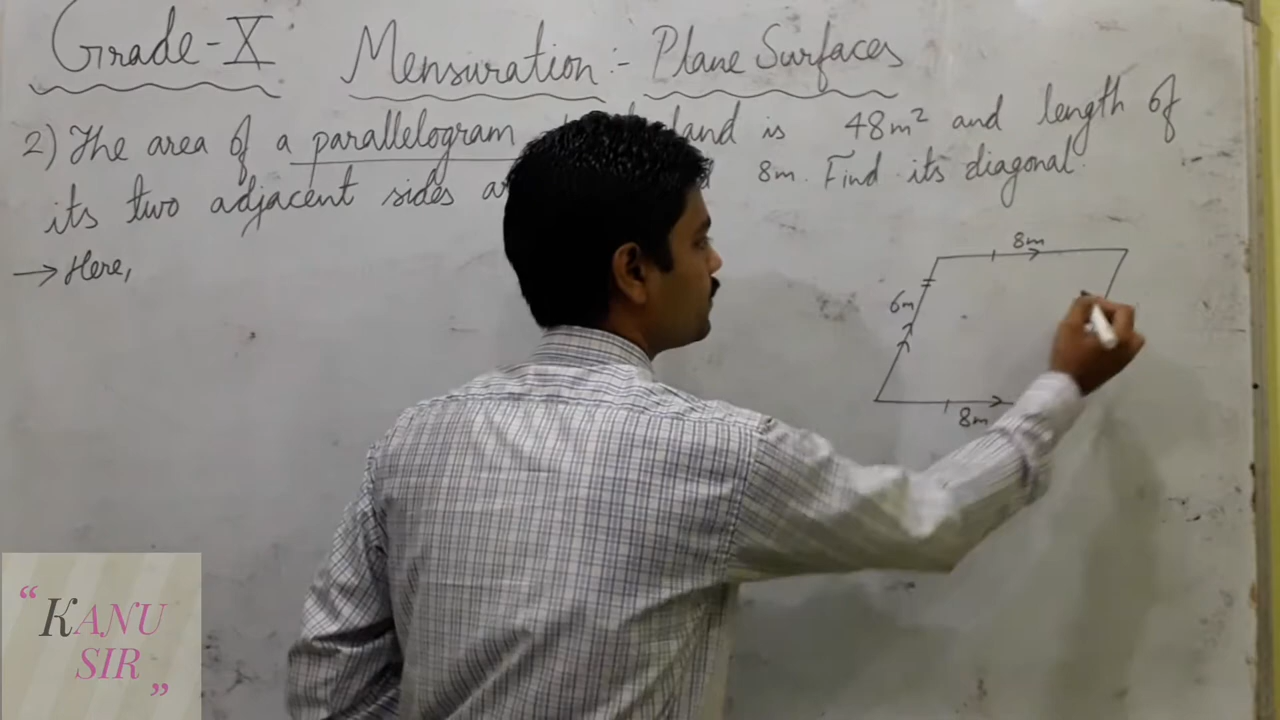 Grade-X Mensuration:- Plane Surfaces
2) The area of a parallelogram land is 48m² and length of
its two adjacent sides 8m. Find its diagonal.
→ Here,
8m
6m
8m
“KANU
SIR”